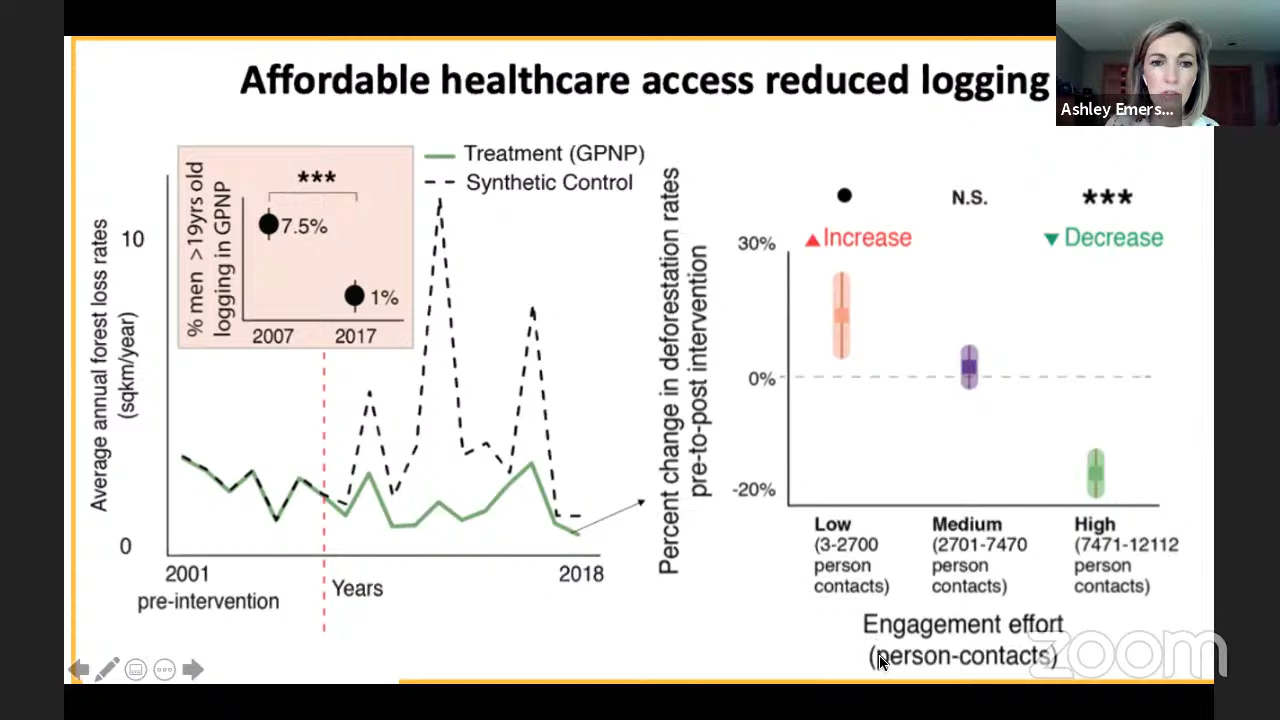 Affordable healthcare access reduced logging
Ashley Emers...
Treatment (GPNP)
Synthetic Control
% men >19yrs old
logging in GPNP
***
7.5%
1%
2007
2017
Average annual forest loss rates
(sqkm/year)
10
0
2001
2018
pre-intervention
Years
Percent change in deforestation rates
pre-to-post intervention
N.S.
***
Increase
Decrease
30%
0%
-20%
Low
(3-2700
person
contacts)
Medium
(2701-7470
person
contacts)
High
(7471-12112
person
contacts)
Engagement effort
(person-contacts)
zoom